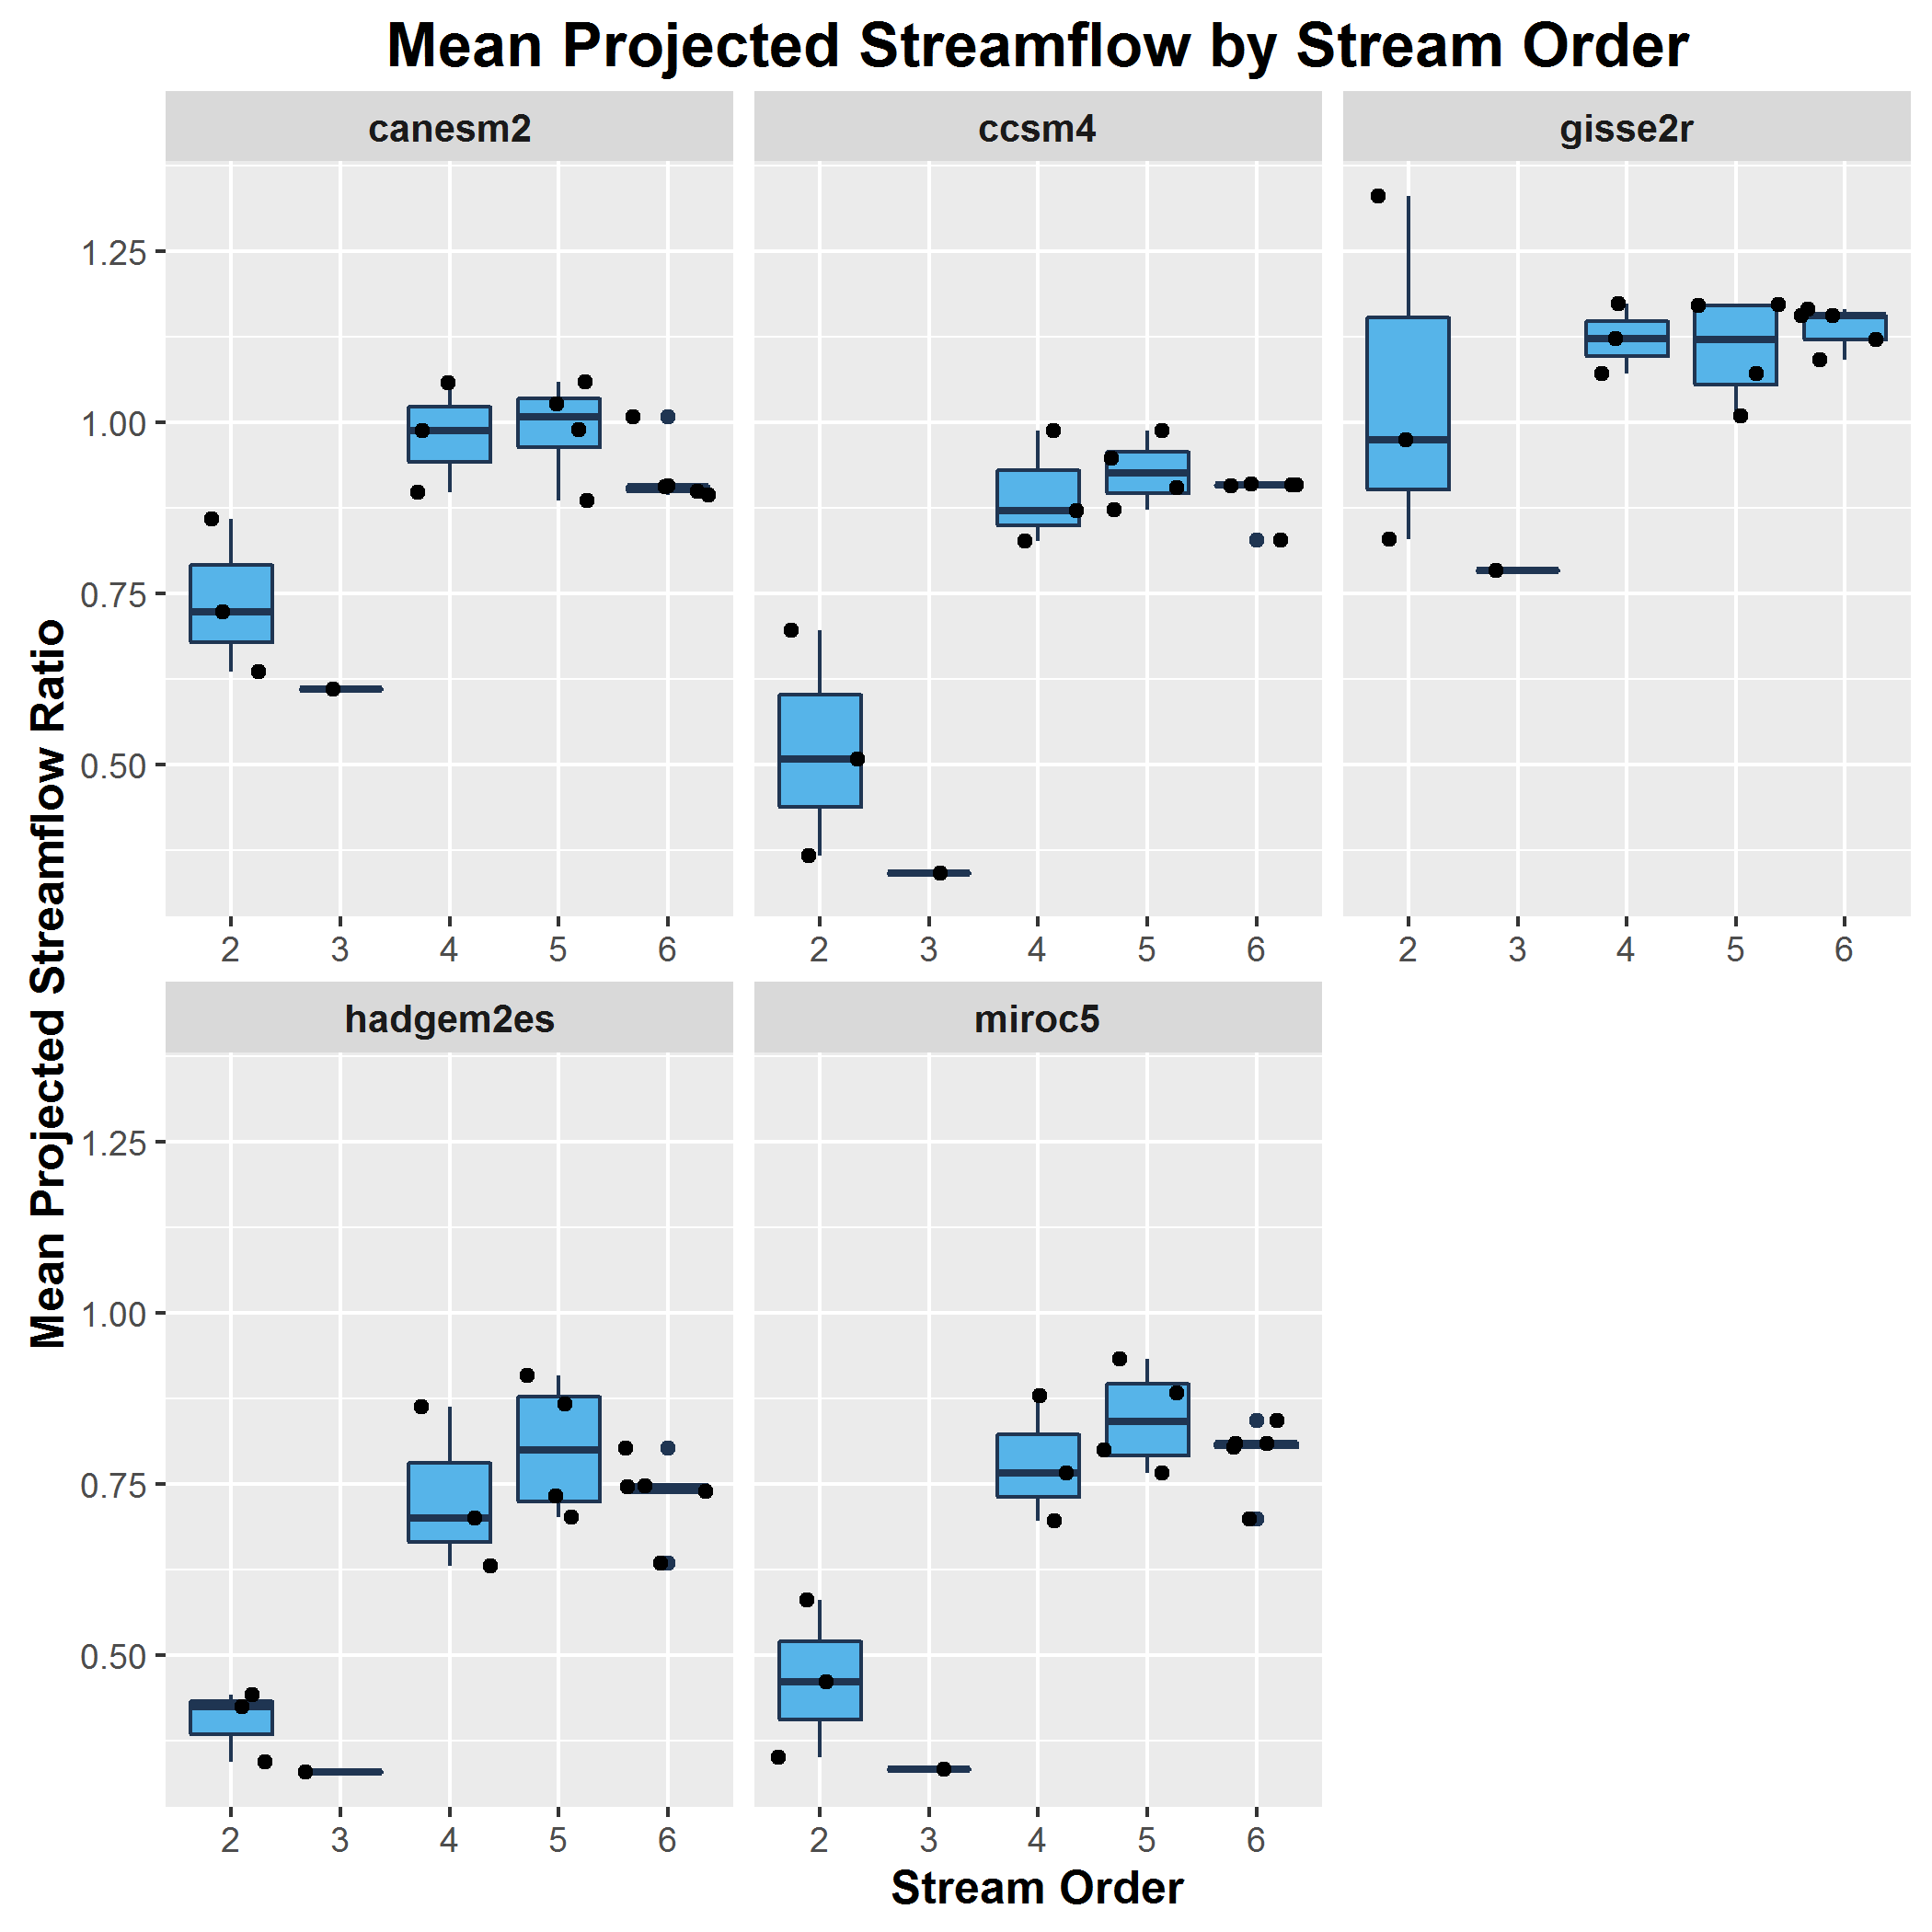 Mean Projected Streamflow by Stream Order
canesm2
ccsm4
gisse2r
1.25
1.00
0.75
0.50
2 3 4 5 6
2 3 4 5 6
2 3 4 5 6
Mean Projected Streamflow Ratio
hadgem2es
miroc5
1.25
1.00
0.75
0.50
2 3 4 5 6
2 3 4 5 6
Stream Order